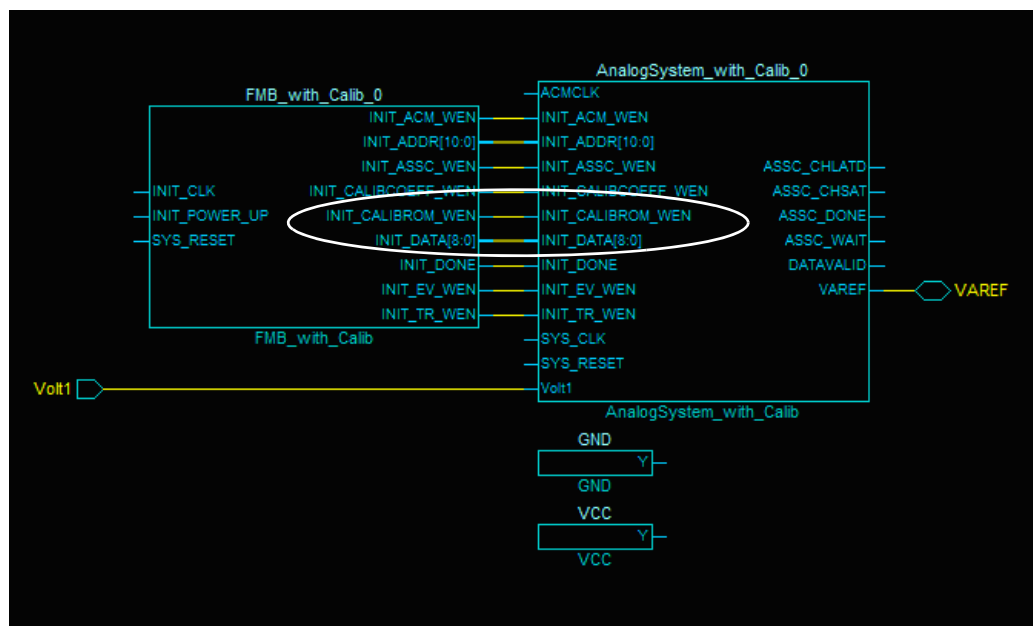 AnalogSystem_with_Calib_0
FMB_with_Calib_0
ACMCLK
INIT_ACM_WEN
INIT_ACM_WEN
INIT_ADDR[10:0]
INIT_ADDR[10:0]
INIT_ASSC_WEN
INIT_ASSC_WEN
ASSC_CHLATD
INIT_CLK
INIT_CALIBCOEFF_WEN
INIT_CALIBCOEFF_WEN
ASSC_CHSAT
INIT_POWER_UP
INIT_CALIBROM_WEN
INIT_CALIBROM_WEN
ASSC_DONE
SYS_RESET
INIT_DATA[8:0]
INIT_DATA[8:0]
ASSC_WAIT
INIT_DONE
INIT_DONE
DATAVALID
INIT_EV_WEN
INIT_EV_WEN
VAREF
VAREF
INIT_TR_WEN
INIT_TR_WEN
FMB_with_Calib
SYS_CLK
SYS_RESET
Volt1
Volt1
AnalogSystem_with_Calib
GND
Y
GND
VCC
Y
VCC